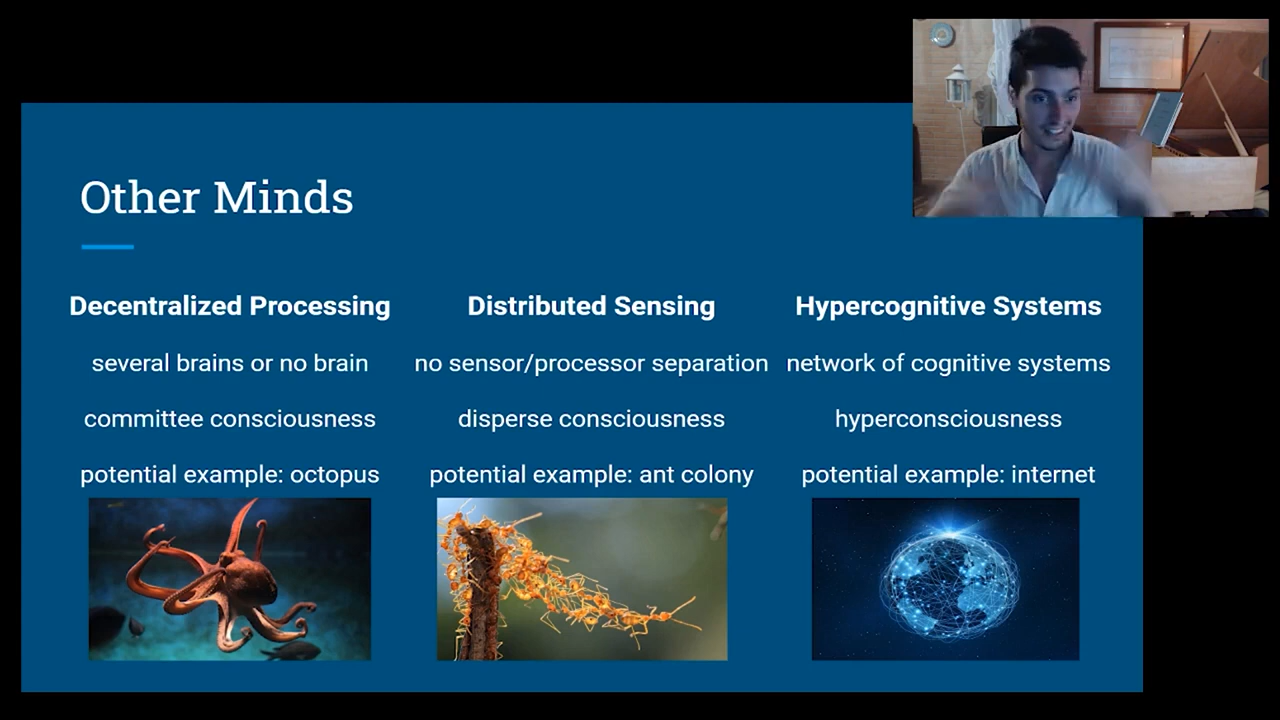 Other Minds
Decentralized Processing
several brains or no brain
committee consciousness
potential example: octopus
Distributed Sensing
no sensor/processor separation
disperse consciousness
potential example: ant colony
Hypercognitive Systems
network of cognitive systems
hyperconsciousness
potential example: internet